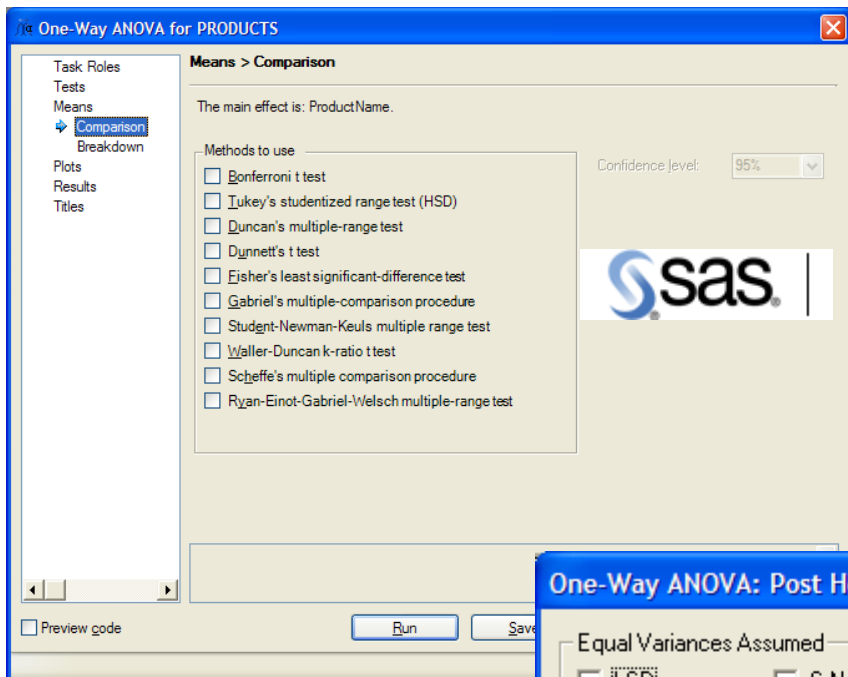 One-Way ANOVA for PRODUCTS
Task Roles
Tests
Means
Comparison
Breakdown
Plots
Results
Titles
Means > Comparison
The main effect is: ProductName.
Methods to use
Bonferroni t test
Tukey's studentized range test (HSD)
Duncan's multiple-range test
Dunnett's t test
Fisher's least significant-difference test
Gabriel's multiple-comparison procedure
Student-Newman-Keuls multiple range test
Waller-Duncan k-ratio t test
Scheffe's multiple comparison procedure
Ryan-Einot-Gabriel-Welsch multiple-range test
Confidence level: 95%
sas
Preview code
Run
Save
One-Way ANOVA: Post H
Equal Variances Assumed
LSD